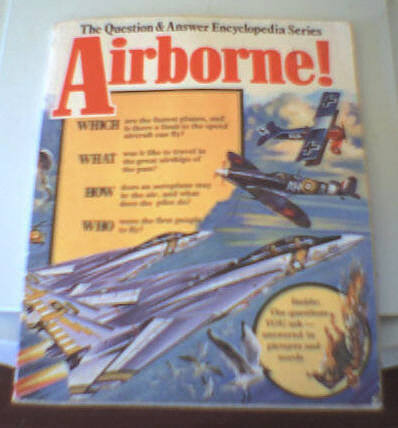 The Question & Answer Encyclopedia Series
Airborne!
WHICH are the fastest planes, and
is there a limit to the speed
aircraft can fly?
WHAT was it like to travel in
the great airships of
the past?
HOW does an aeroplane stay
in the air, and what
does the pilot do?
WHO were the first people
to fly?
Inside:
The questions
YOU ask —
answered in
pictures and
words